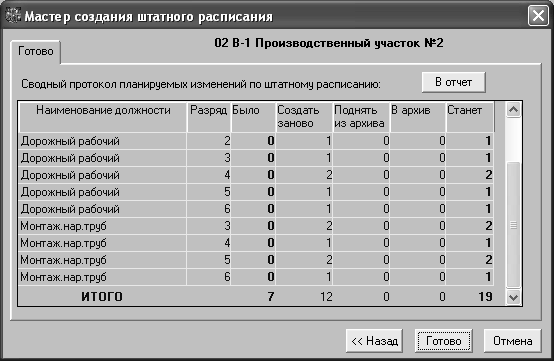 Мастер создания штатного расписания
02 В-1 Производственный участок №2
Готово
Сводный протокол планируемых изменений по штатному расписанию:
В отчет
Наименование должности Разряд Было Создать заново Поднять из архива В архив Станет
Дорожный рабочий 2 0 1 0 0 1
Дорожный рабочий 3 0 1 0 0 1
Дорожный рабочий 4 0 2 0 0 2
Дорожный рабочий 5 0 1 0 0 1
Дорожный рабочий 6 0 1 0 0 1
Монтаж.нар.труб 3 0 2 0 0 2
Монтаж.нар.труб 4 0 1 0 0 1
Монтаж.нар.труб 5 0 2 0 0 2
Монтаж.нар.труб 6 0 1 0 0 1
ИТОГО 7 12 0 0 19
<< Назад Готово Отмена